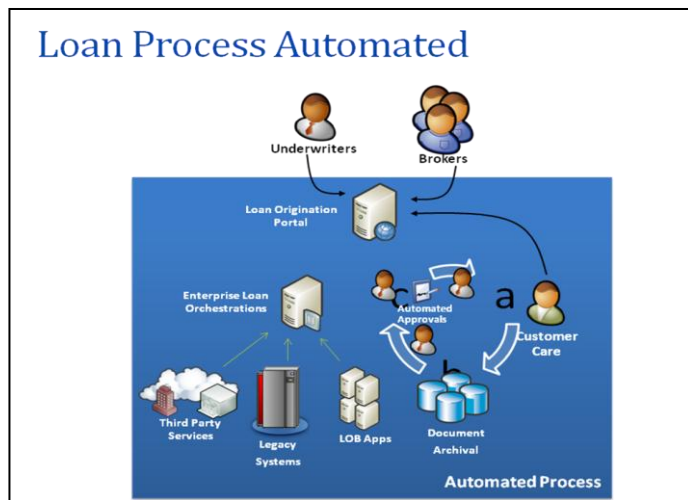 Loan Process Automated
Underwriters
Brokers
Loan Origination
Portal
Enterprise Loan
Orchestrations
c
Automated
Approvals
a
Customer
Care
b
Third Party
Services
Legacy
Systems
LOB Apps
Document
Archival
Automated Process